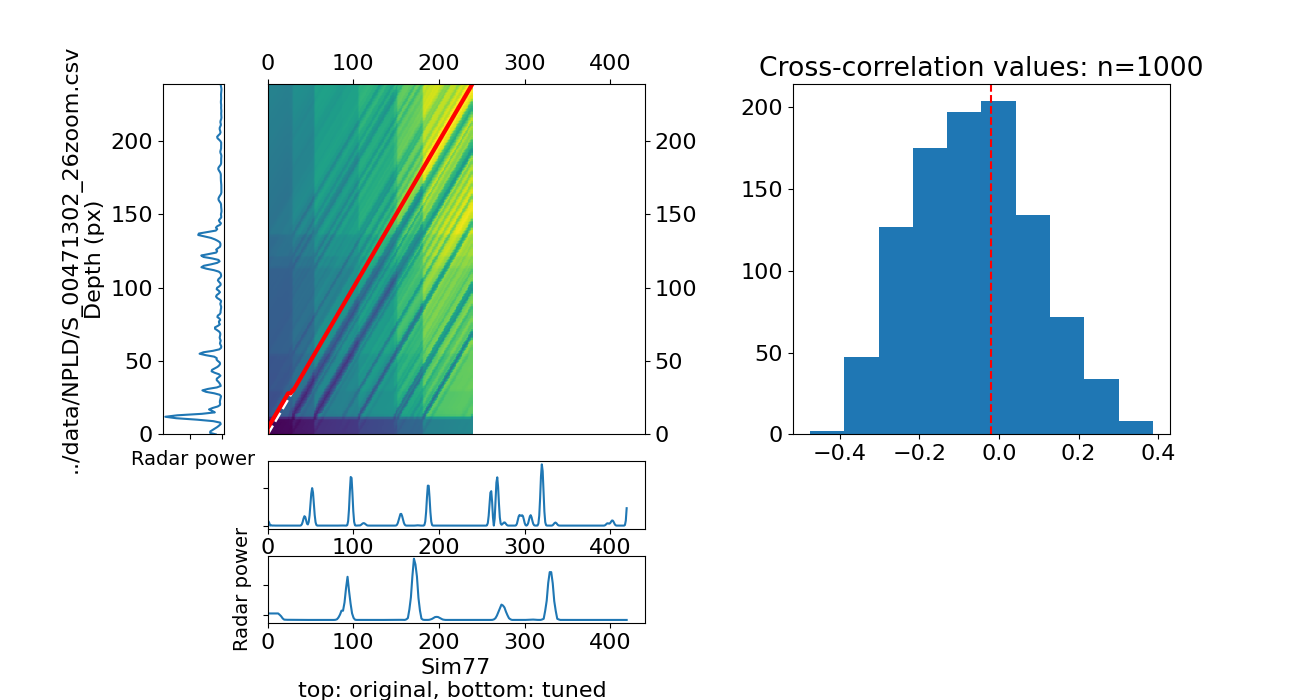 0 100 200 300 400
Cross-correlation values: n=1000
../data/NPLD/S_00471302_26zoom.csv
Depth (px)
200
150
100
50
0
200
150
100
50
0
200
150
100
50
0
−0.4 −0.2 0.0 0.2 0.4
Radar power
0 100 200 300 400
Radar power
0 100 200 300 400
Sim77
top: original, bottom: tuned